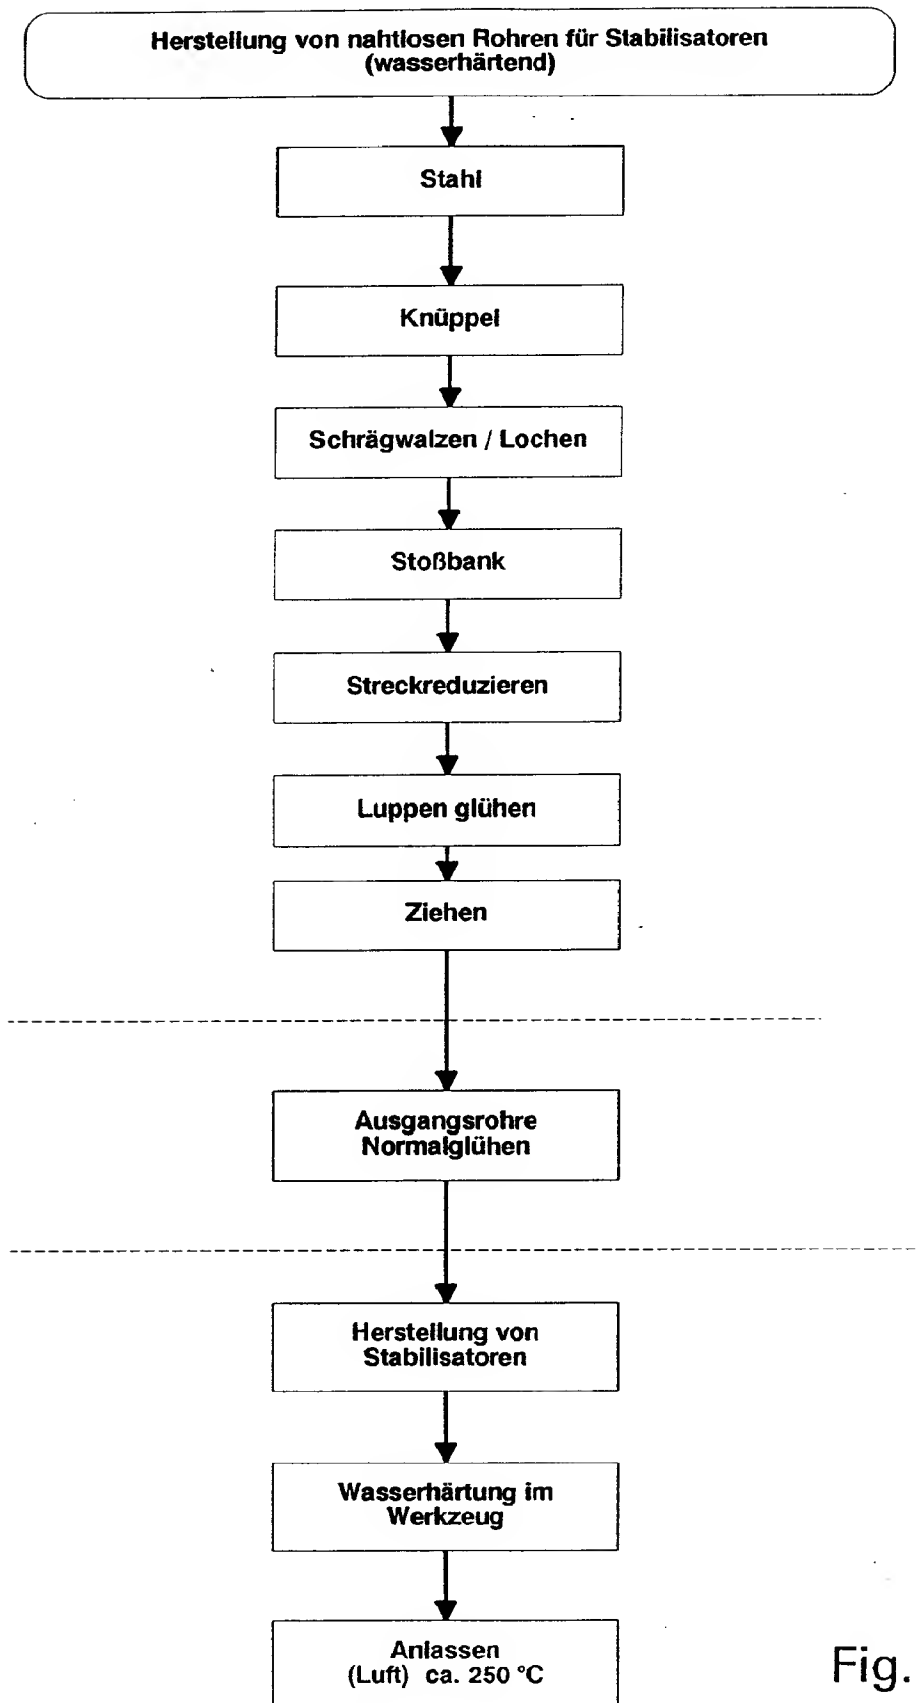 Herstellung von nahtlosen Rohren für Stabilisatoren
(wasserhärtend)
Stahl
Knüppel
Schrägwalzen / Lochen
Stoßbank
Streckreduzieren
Luppen glühen
Ziehen
Ausgangsrohre
Normalglühen
Herstellung von
Stabilisatoren
Wasserhärtung im
Werkzeug
Anlassen
(Luft) ca. 250 °C
Fig.